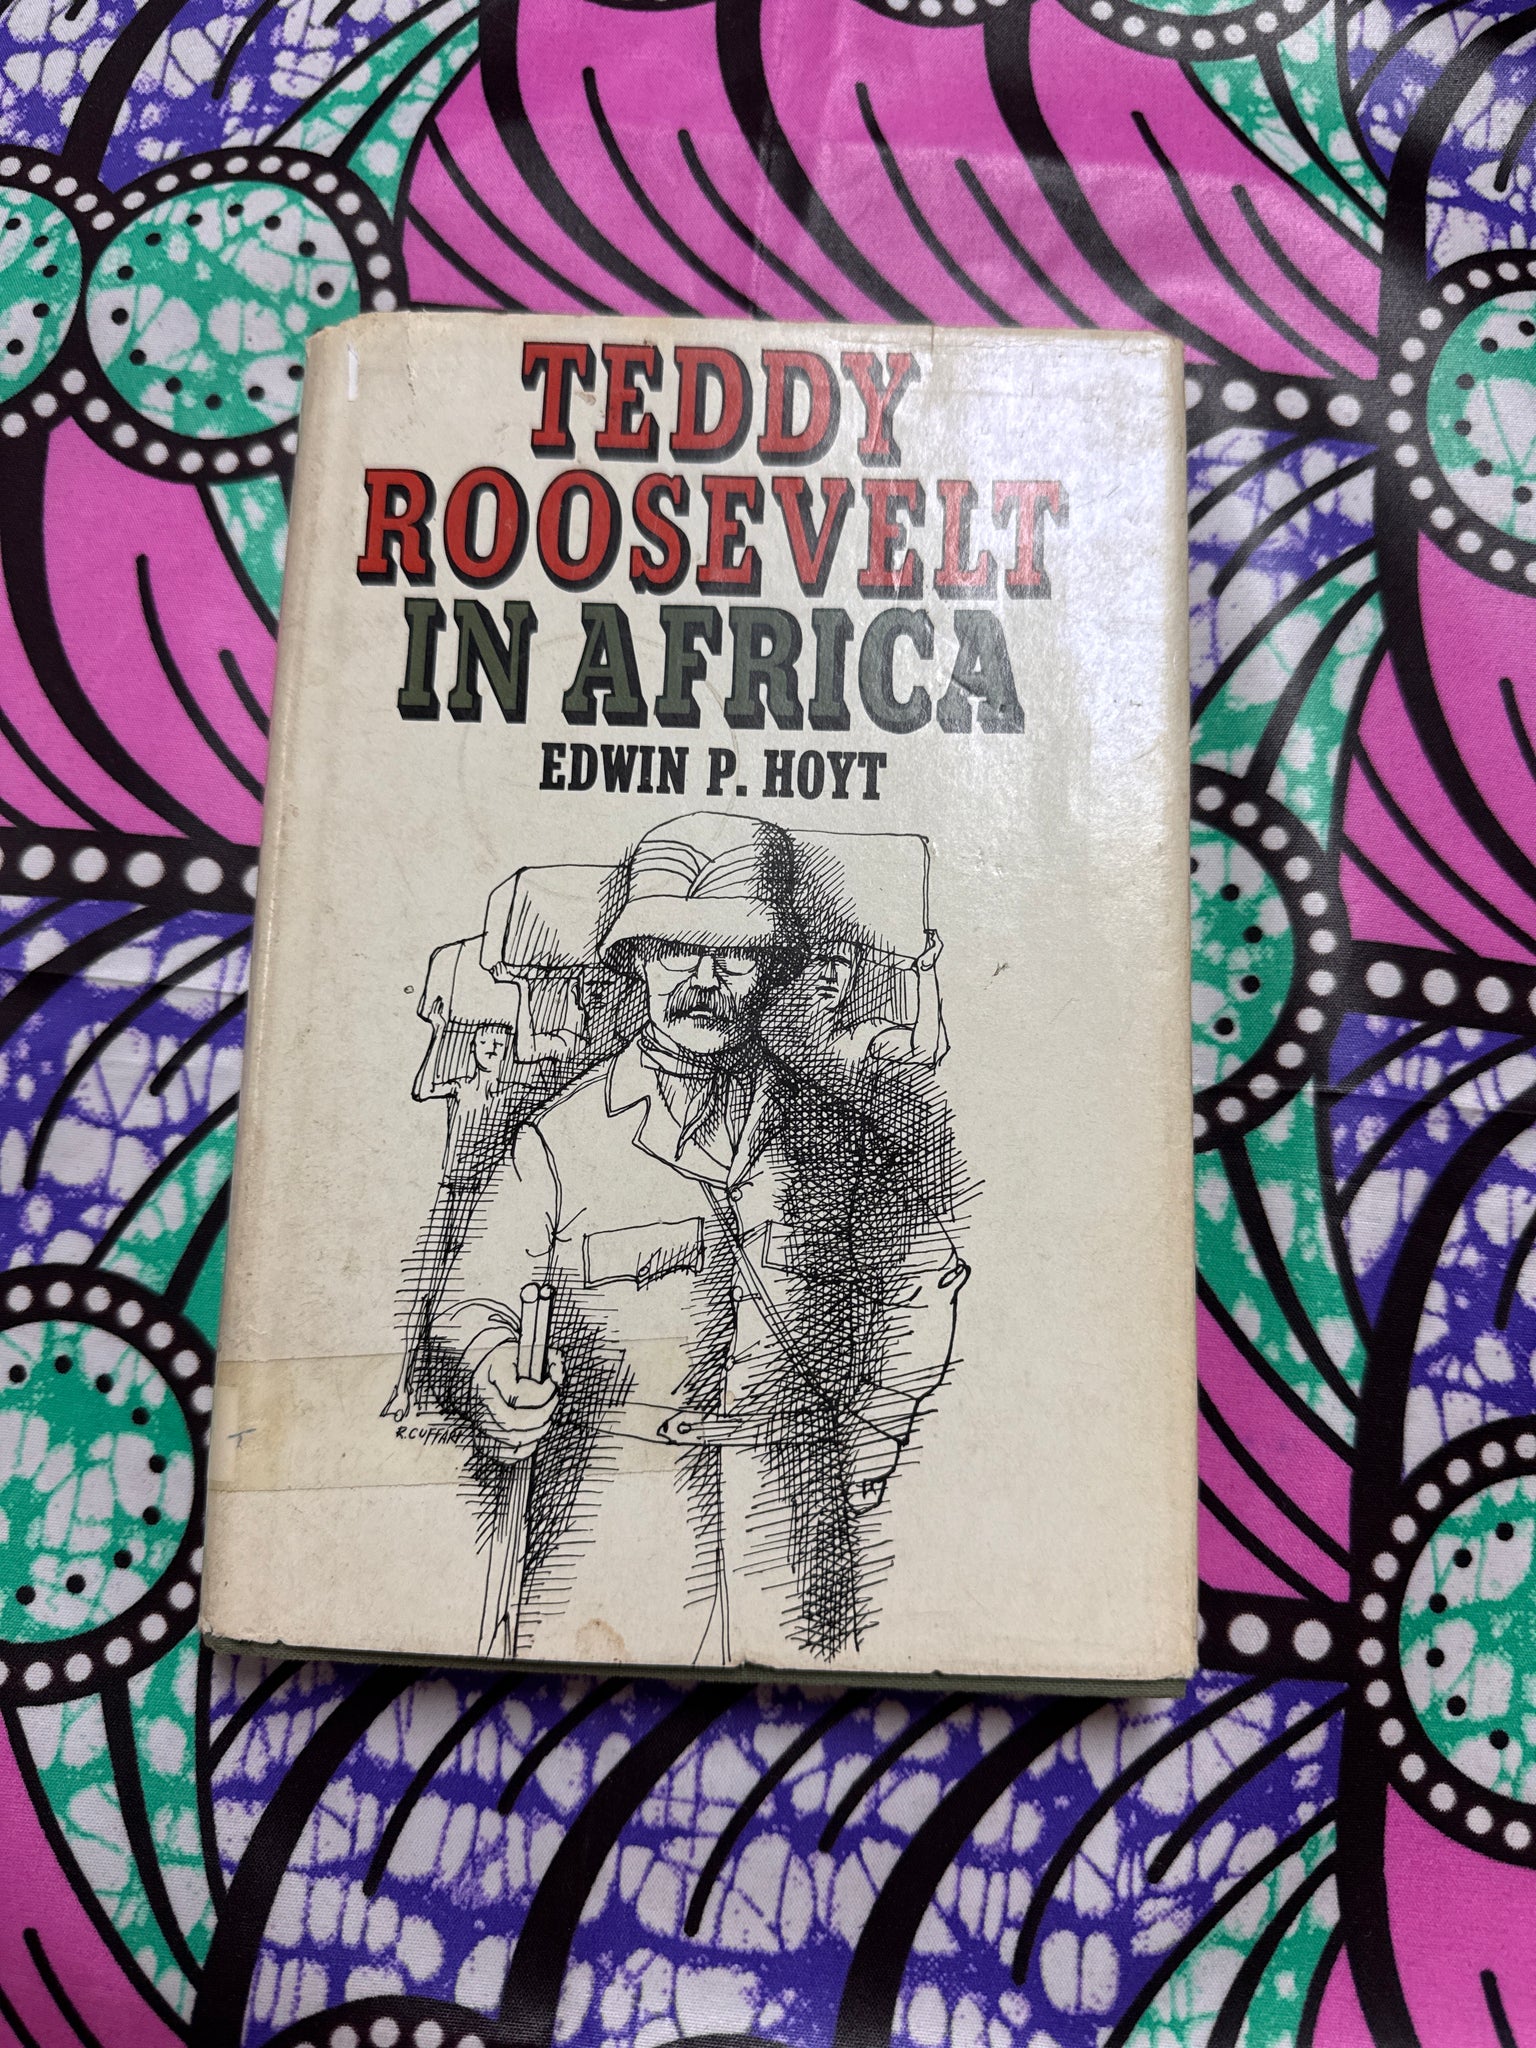 TEDDY
ROOSEVELT
IN AFRICA
EDWIN P. HOYT
R. CUFFARI